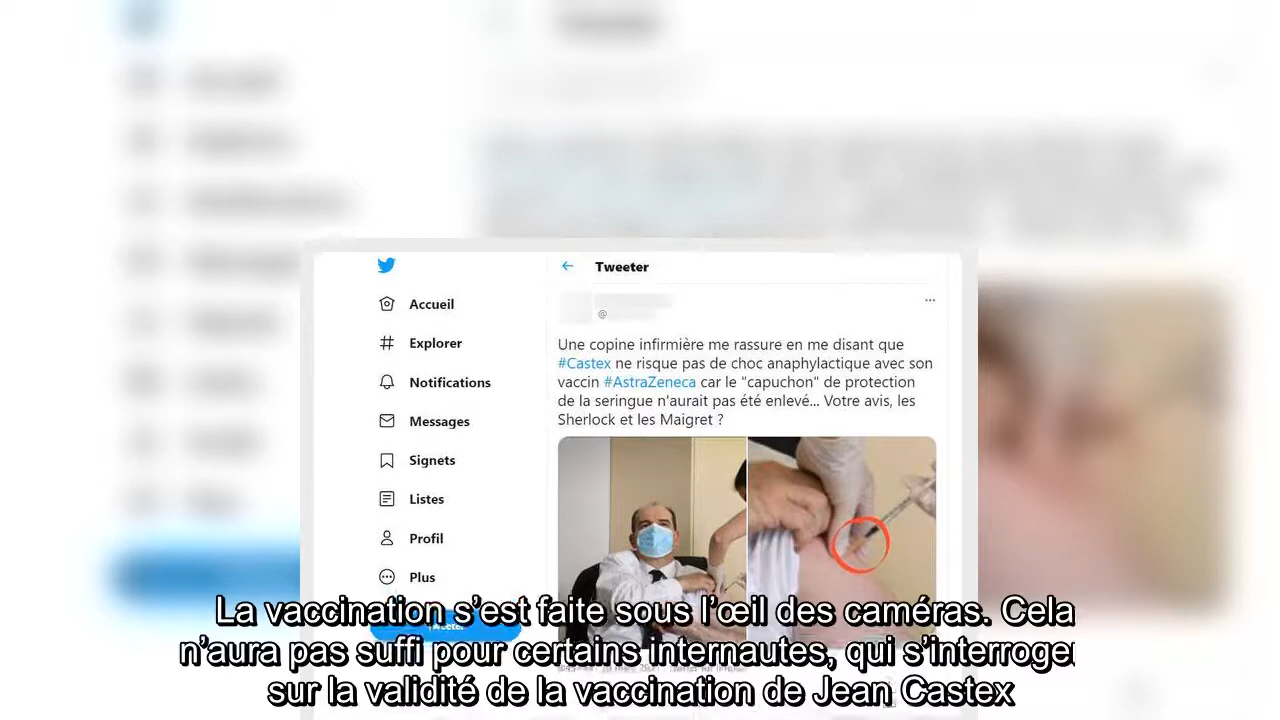 Tweeter
Accueil
Explorer
Notifications
Messages
Signets
Listes
Profil
Plus
Tweeter
@
Une copine infirmière me rassure en me disant que
#Castex ne risque pas de choc anaphylactique avec son
vaccin #AstraZeneca car le "capuchon" de protection
de la seringue n'aurait pas été enlevé... Votre avis, les
Sherlock et les Maigret ?
La vaccination s’est faite sous l’œil des caméras. Cela
n’aura pas suffi pour certains internautes, qui s’interroger
sur la validité de la vaccination de Jean Castex